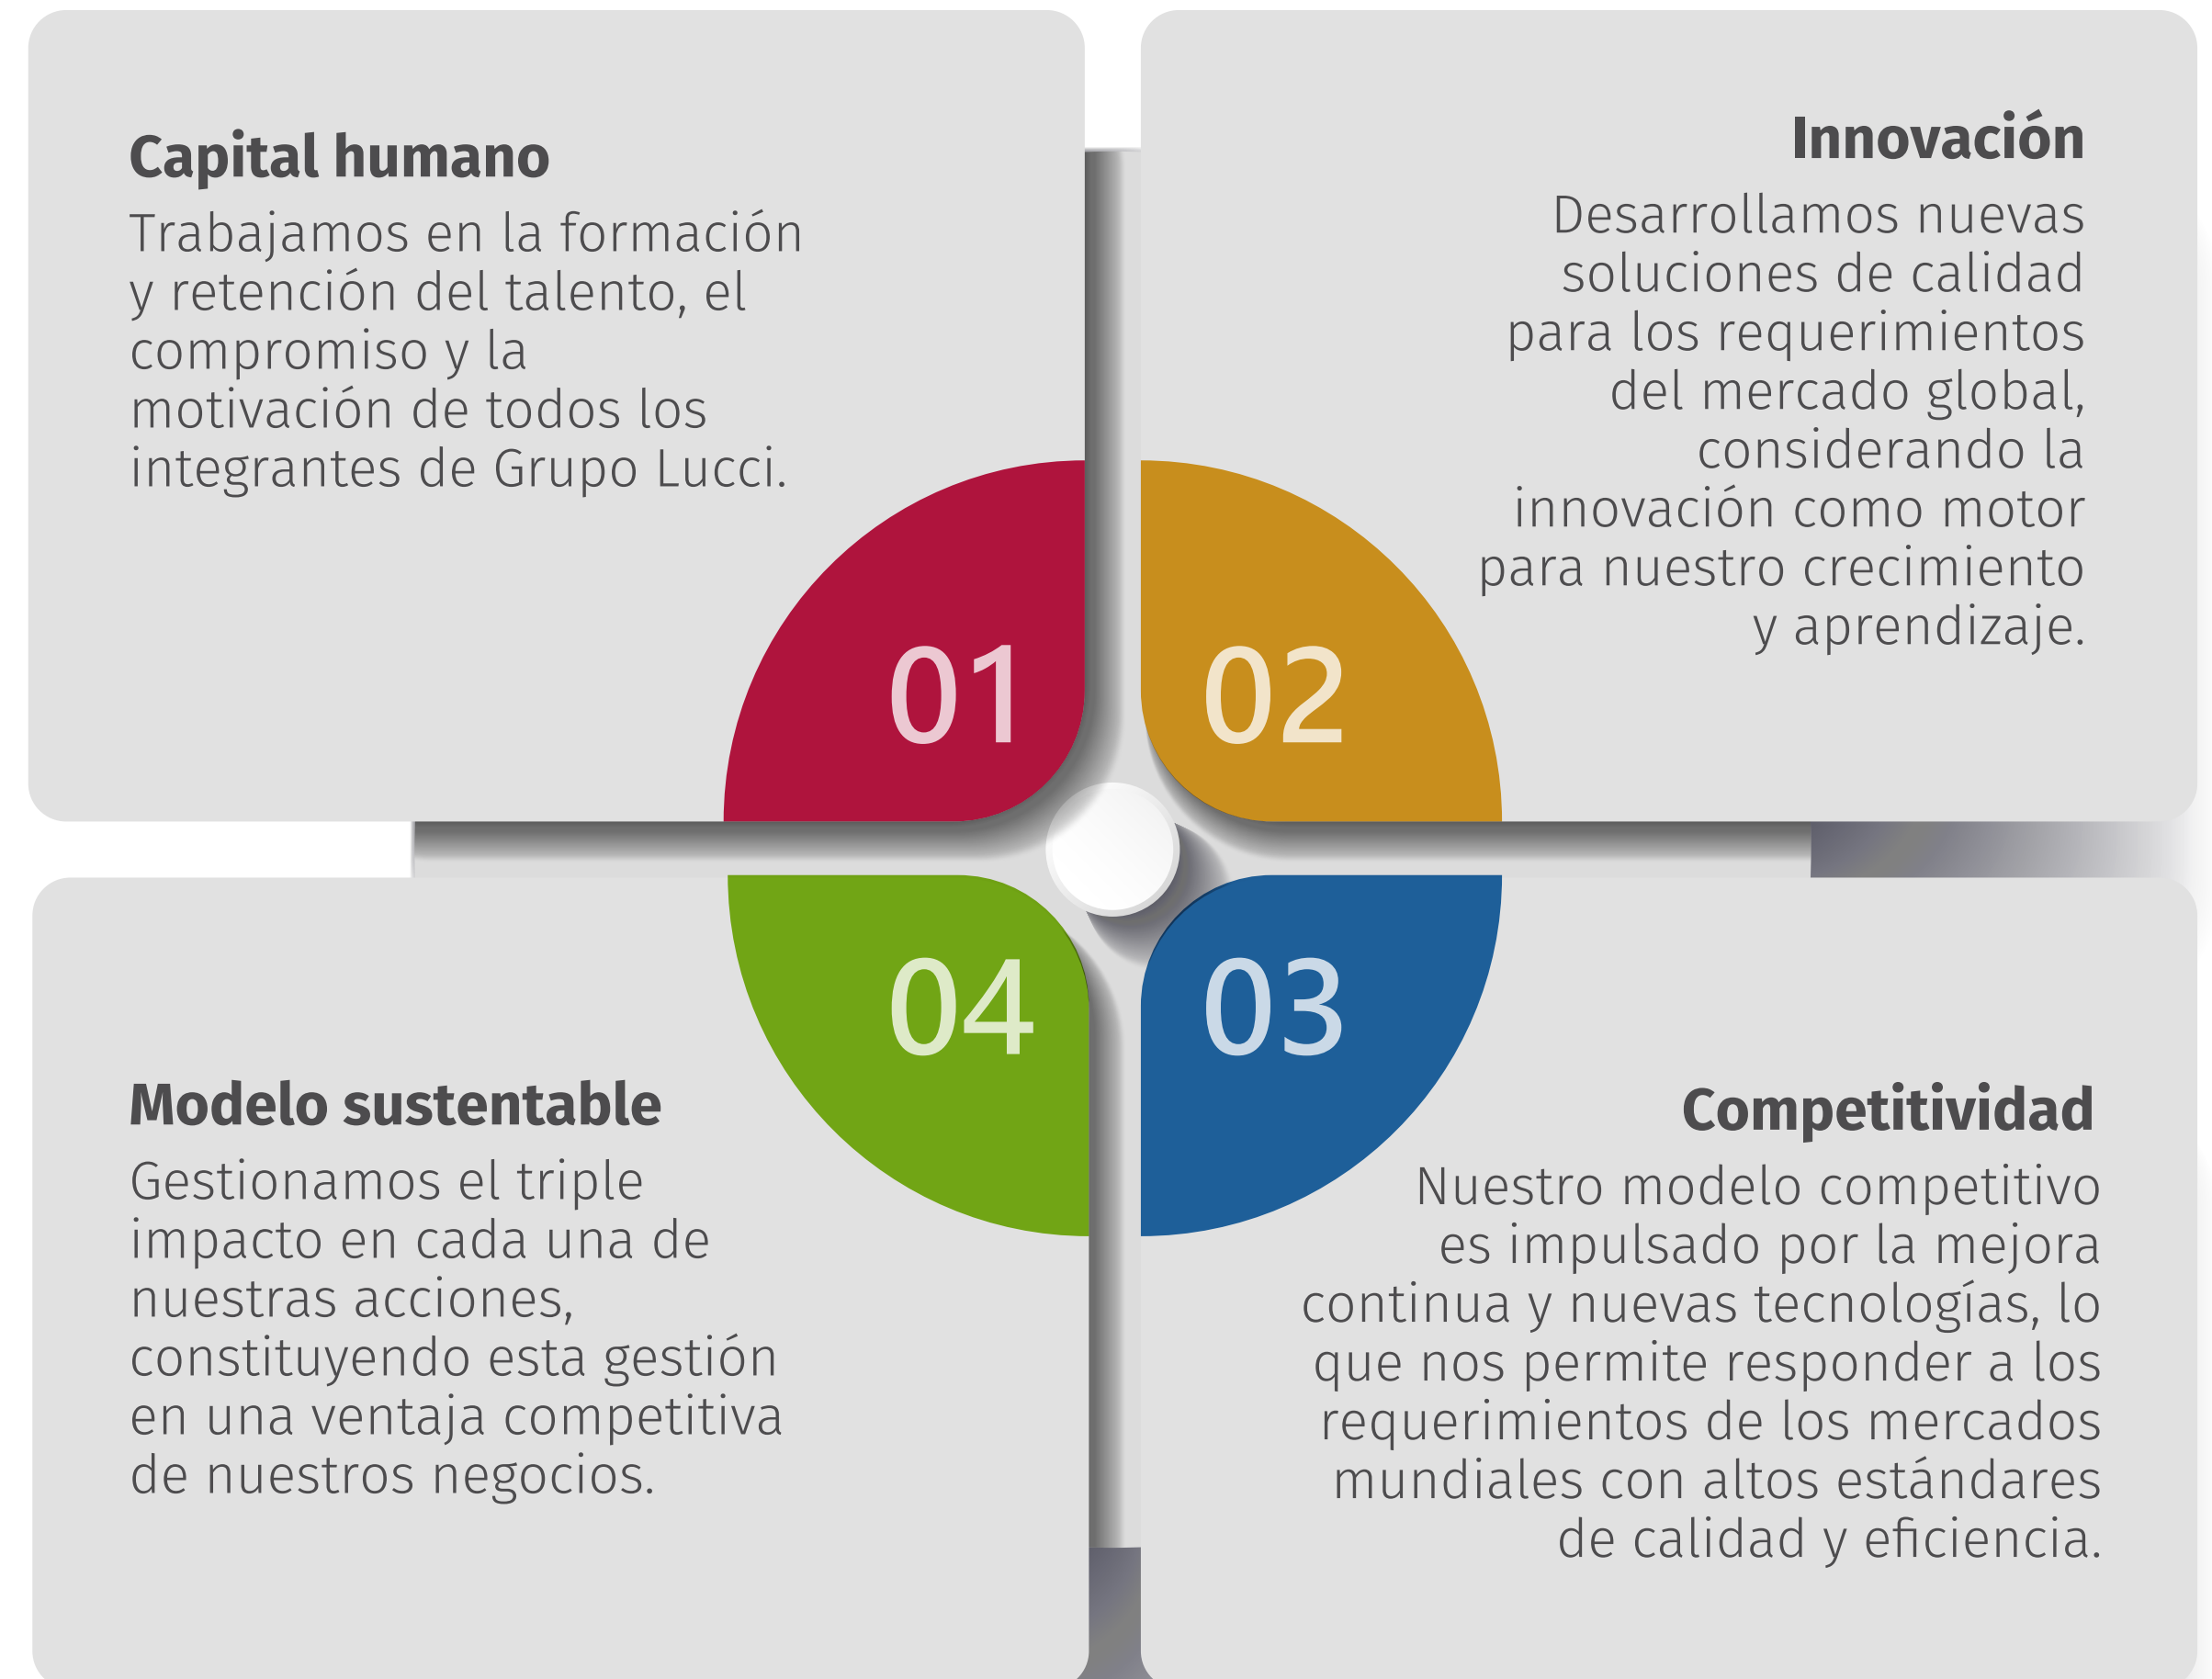 Capital humano
Trabajamos en la formación
y retención del talento, el
compromiso y la
motivación de todos los
integrantes de Grupo Lucci.
01
Innovación
Desarrollamos nuevas
soluciones de calidad
para los requerimientos
del mercado global,
considerando la
innovación como motor
para nuestro crecimiento
y aprendizaje.
02
03
Competitividad
Nuestro modelo competitivo
es impulsado por la mejora
continua y nuevas tecnologías, lo
que nos permite responder a los
requerimientos de los mercados
mundiales con altos estándares
de calidad y eficiencia.
04
Modelo sustentable
Gestionamos el triple
impacto en cada una de
nuestras acciones,
constituyendo esta gestión
en una ventaja competitiva
de nuestros negocios.